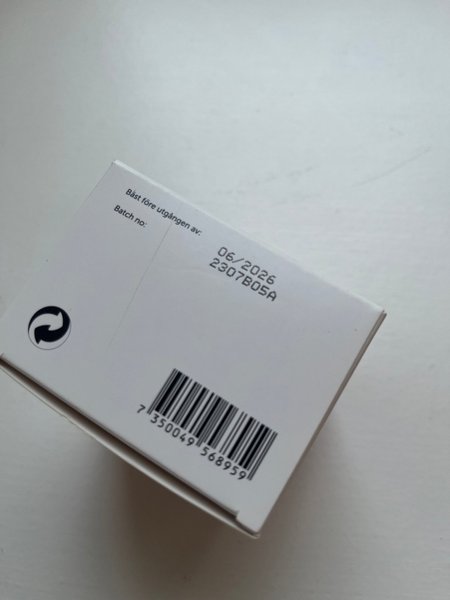 Bäst före utgången av:
Batch no:
06/2026
2307B05A
7 350049 568959